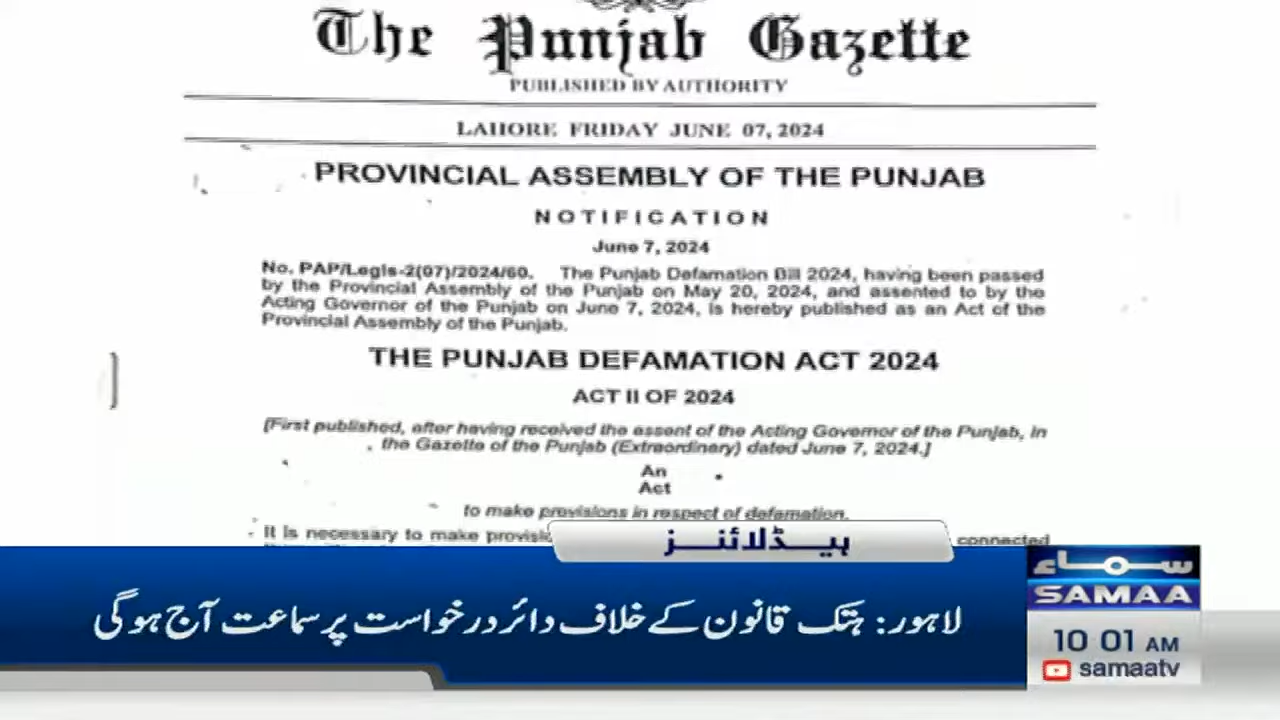 The Punjab Gazette
PUBLISHED BY AUTHORITY
LAHORE FRIDAY JUNE 07, 2024
PROVINCIAL ASSEMBLY OF THE PUNJAB
NOTIFICATION
June 7, 2024
No. PAP/Legis-2(07)/2024/60. The Punjab Defamation Bill 2024, having been passed
by the Provincial Assembly of the Punjab on May 20, 2024, and assented to by the
Acting Governor of the Punjab on June 7, 2024, is hereby published as an Act of the
Provincial Assembly of the Punjab.
THE PUNJAB DEFAMATION ACT 2024
ACT II OF 2024
[First published, after having received the assent of the Acting Governor of the Punjab, in
the Gazette of the Punjab (Extraordinary) dated June 7, 2024.]
An
Act
to make provisions in respect of defamation.
It is necessary to make connected
ہیڈلائنز
لاہور: ہتک قانون کے خلاف دائر درخواست پر سماعت آج ہوگی
سماء
SAMAA
10 01 AM
samaatv